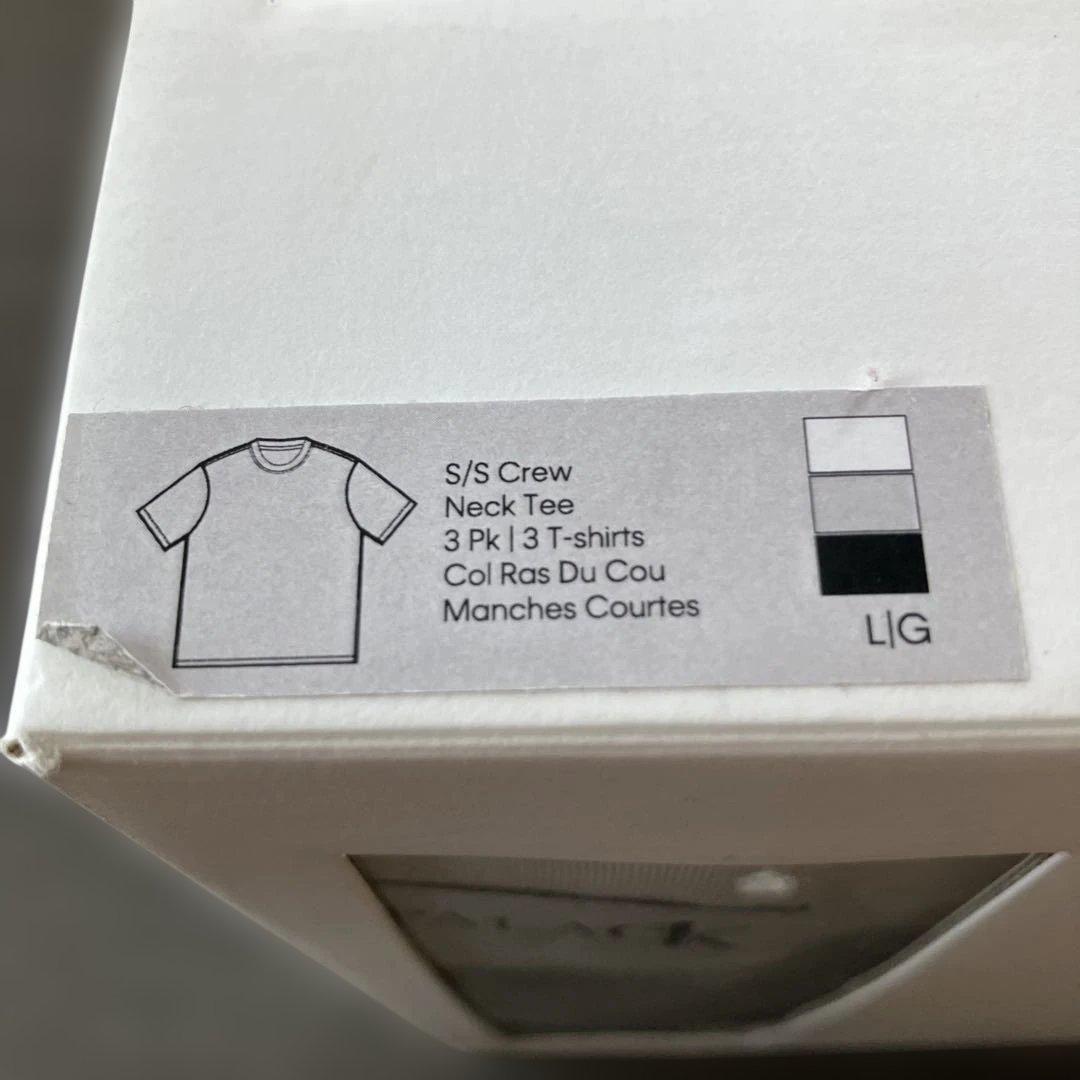 S/S Crew
Neck Tee
3 Pk | 3 T-shirts
Col Ras Du Cou
Manches Courtes
L|G